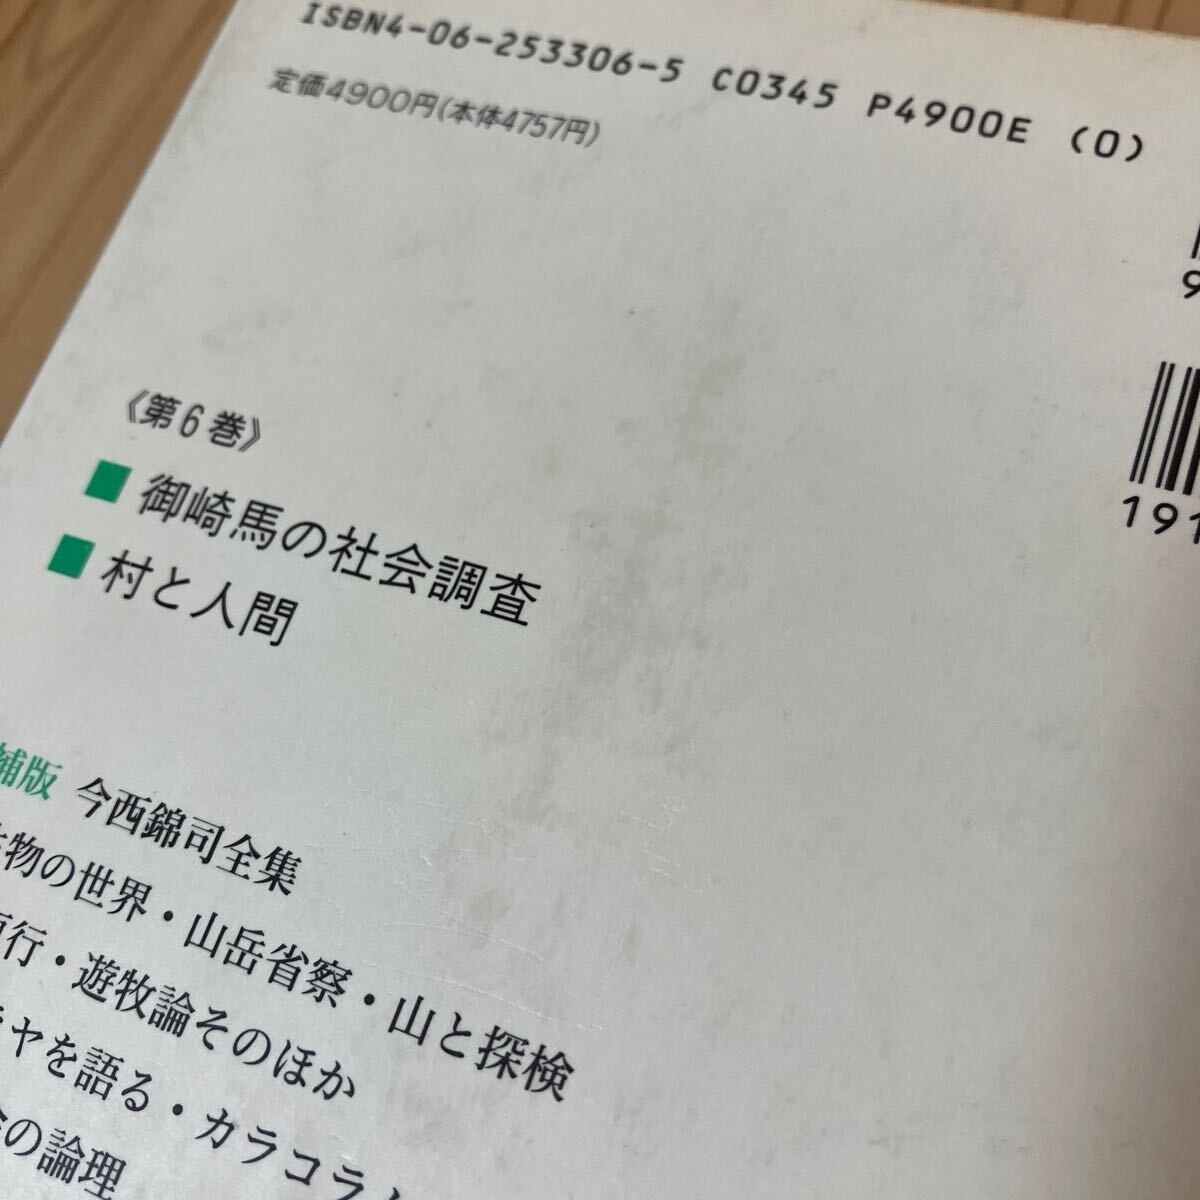 ISBN4-06-253306-5 C0345 P4900E (0)
定価4900円(本体4757円)
9
191
《第6巻》
■ 御崎馬の社会調査
■ 村と人間
補版 今西錦司全集
物の世界・山岳省察・山と探検
行・遊牧論そのほか
ャを語る・カラコラ
の論理